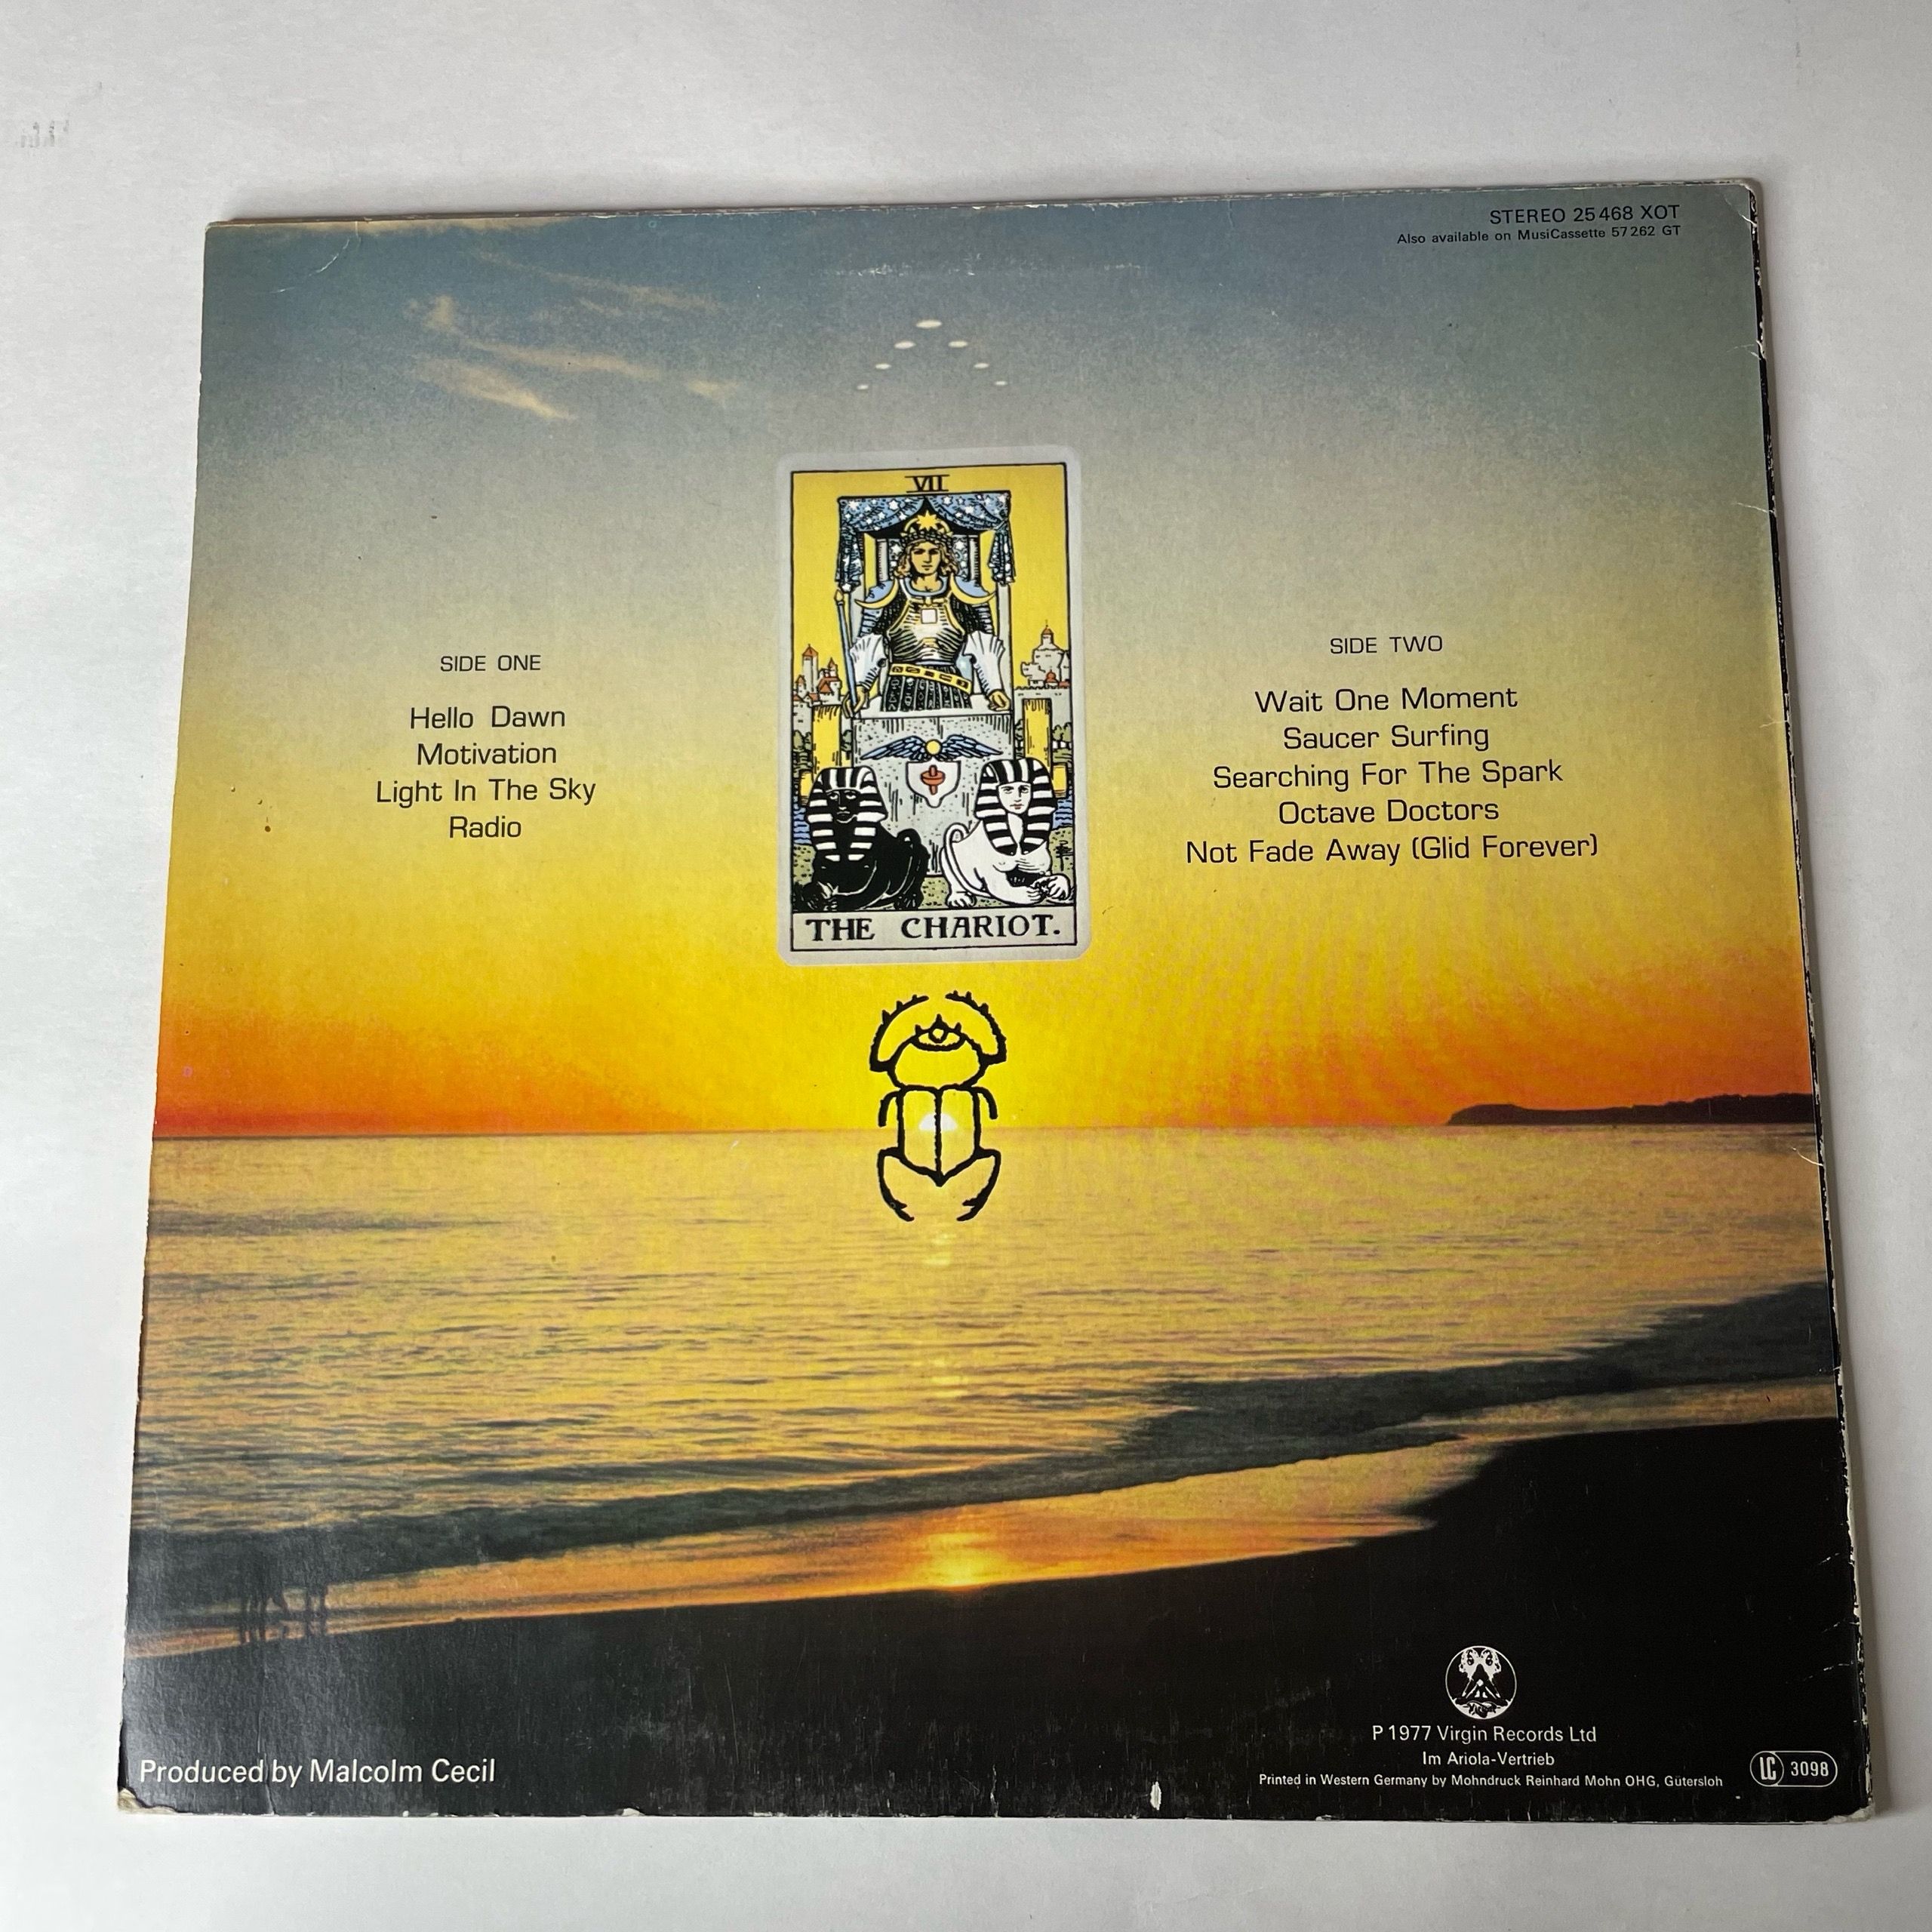 STEREO 25 468 XOT
Also available on MusiCassette 57 262 GT
VII
THE CHARIOT.
SIDE ONE
Hello Dawn
Motivation
Light In The Sky
Radio
SIDE TWO
Wait One Moment
Saucer Surfing
Searching For The Spark
Octave Doctors
Not Fade Away (Glid Forever)
Produced by Malcolm Cecil
P 1977 Virgin Records Ltd
Im Ariola-Vertrieb
Printed in Western Germany by Mohndruck Reinhard Mohn OHG, Gütersloh
LC 3098